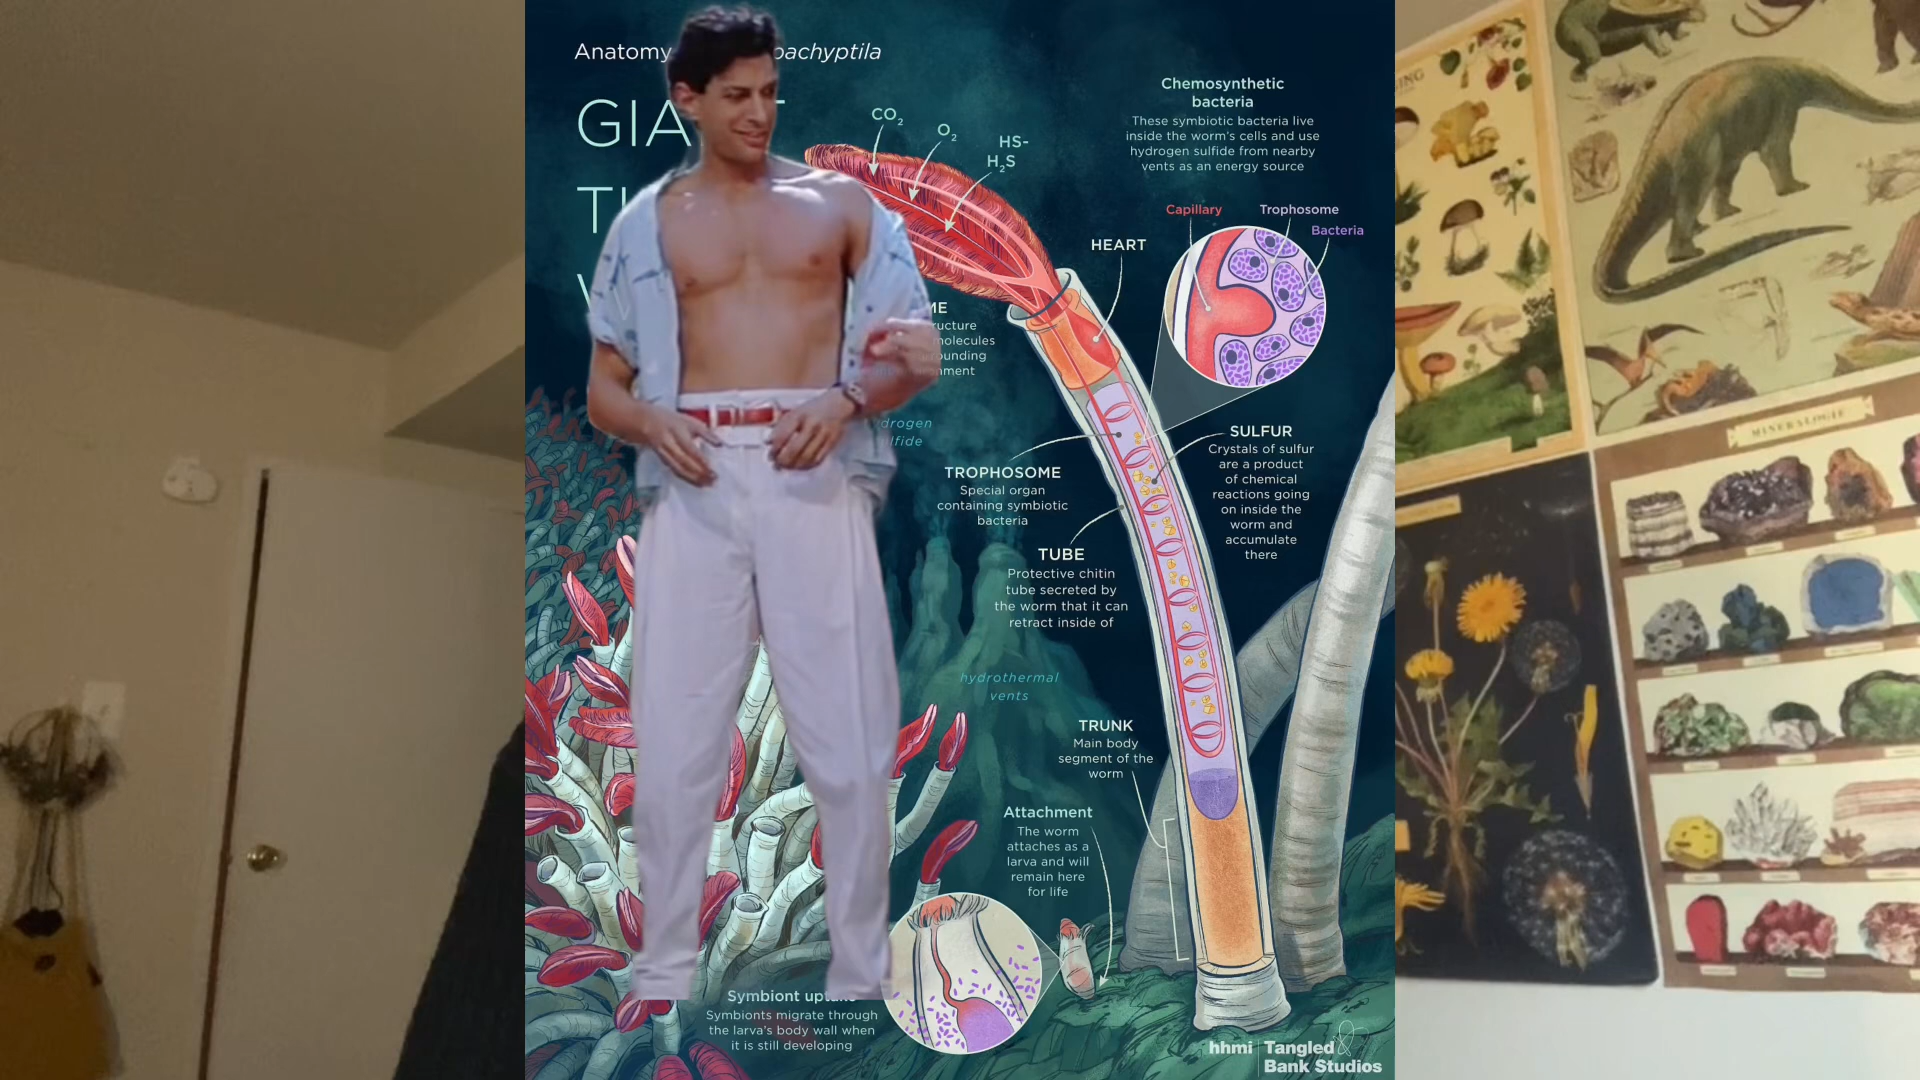 Anatomy pachyptila
GIA T
T
W
CO2
O2
HS-
H2S
Chemosynthetic
bacteria
These symbiotic bacteria live
inside the worm's cells and use
hydrogen sulfide from nearby
vents as an energy source
Capillary
Trophosome
Bacteria
HEART
ME
ructure
molecules
rounding
nment
drogen
lfide
TROPHOSOME
Special organ
containing symbiotic
bacteria
SULFUR
Crystals of sulfur
are a product
of chemical
reactions going
on inside the
worm and
accumulate
there
TUBE
Protective chitin
tube secreted by
the worm that it can
retract inside of
hydrothermal
vents
TRUNK
Main body
segment of the
worm
Attachment
The worm
attaches as a
larva and will
remain here
for life
Symbiont uptake
Symbionts migrate through
the larva's body wall when
it is still developing
hhmi Tangled
Bank Studios
MINERALOGIE